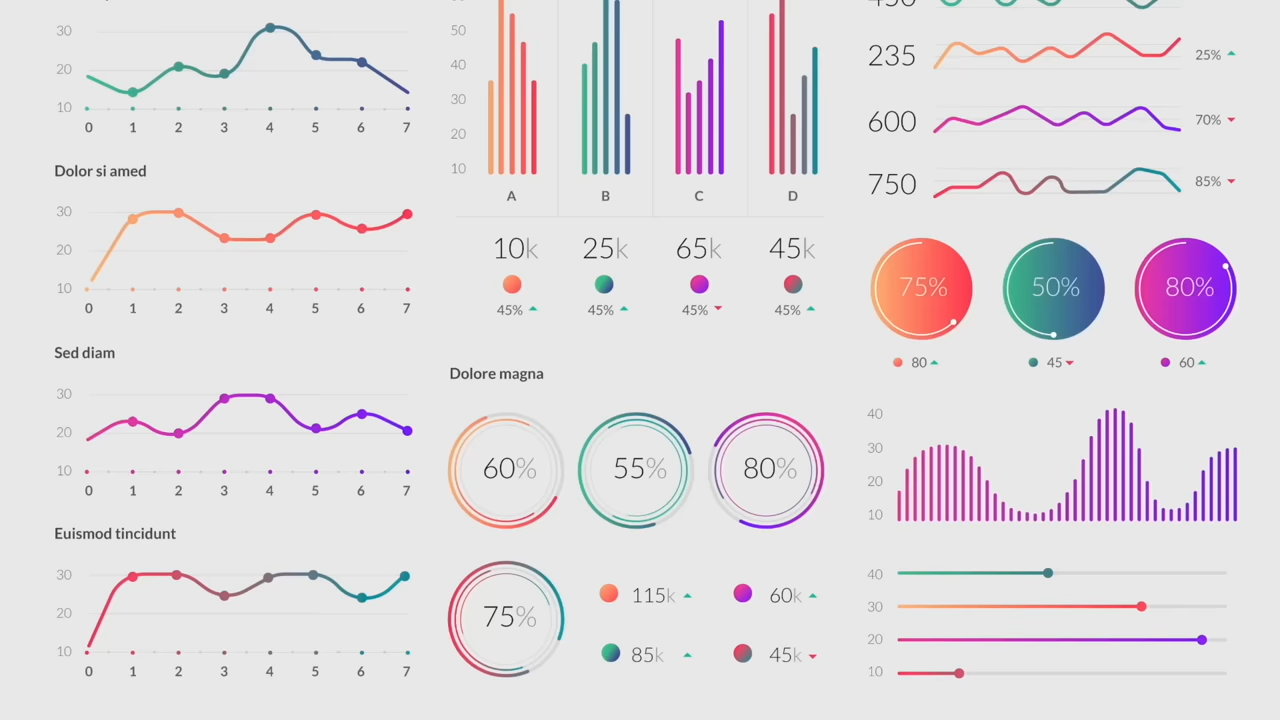 30
20
10
0 1 2 3 4 5 6 7
Dolor si amed
30
20
10
0 1 2 3 4 5 6 7
Sed diam
30
20
10
0 1 2 3 4 5 6 7
Euismod tincidunt
30
20
10
0 1 2 3 4 5 6 7
50
40
30
20
10
A B C D
10k 25k 65k 45k
45% 45% 45% 45%
Dolore magna
60% 55% 80%
75%
115k 60k
85k 45k
235 25%
600 70%
750 85%
75% 50% 80%
80 45 60
40
30
20
10
40
30
20
10